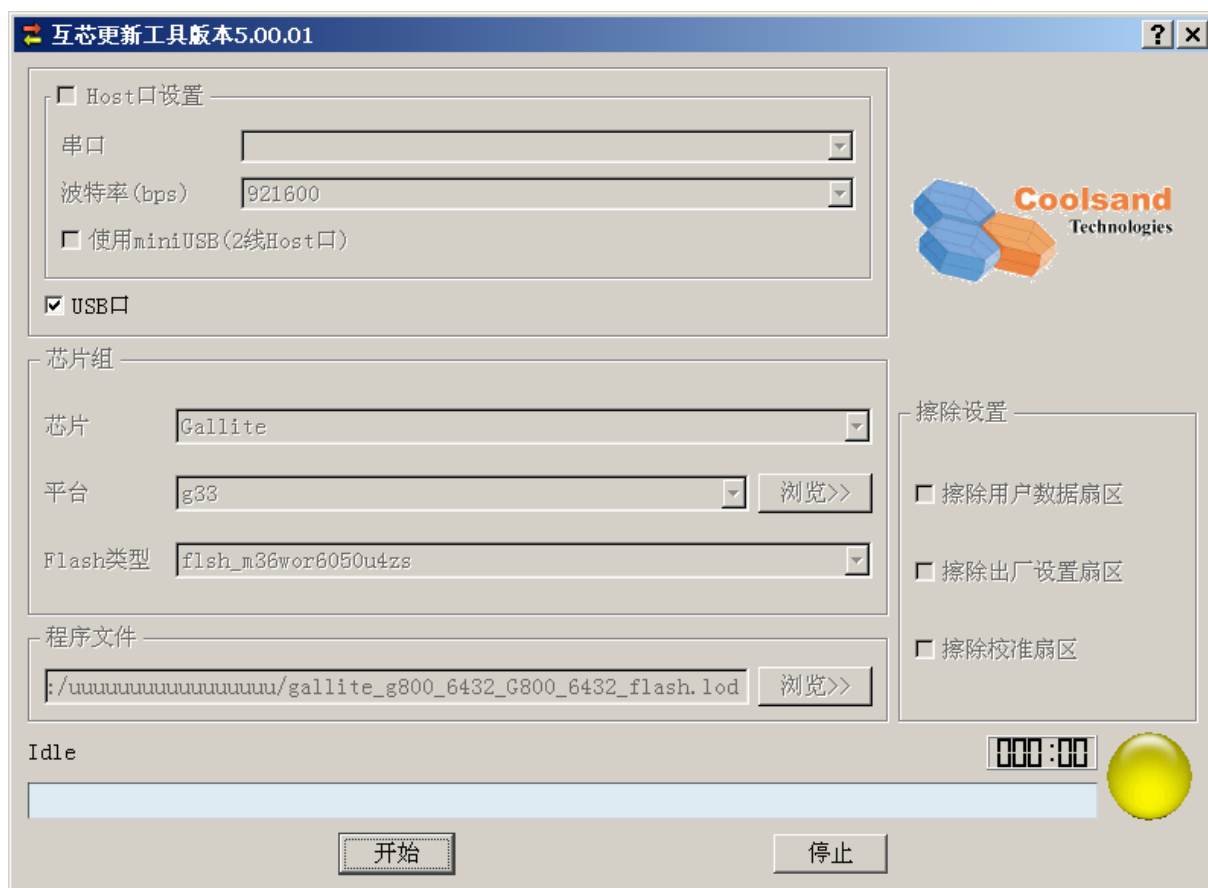 互芯更新工具版本5.00.01
Host口设置
串口
波特率(bps) 921600
使用miniUSB(2线Host口)
USB口
Coolsand
Technologies
芯片组
芯片 Gallite
平台 g33 浏览>>
Flash类型 flsh_m36wor6050u4zs
擦除设置
擦除用户数据扇区
擦除出厂设置扇区
擦除校准扇区
程序文件
:/uuuuuuuuuuuuuuuuu/gallite_g800_6432_G800_6432_flash.lod 浏览>>
Idle 000:00
开始 停止